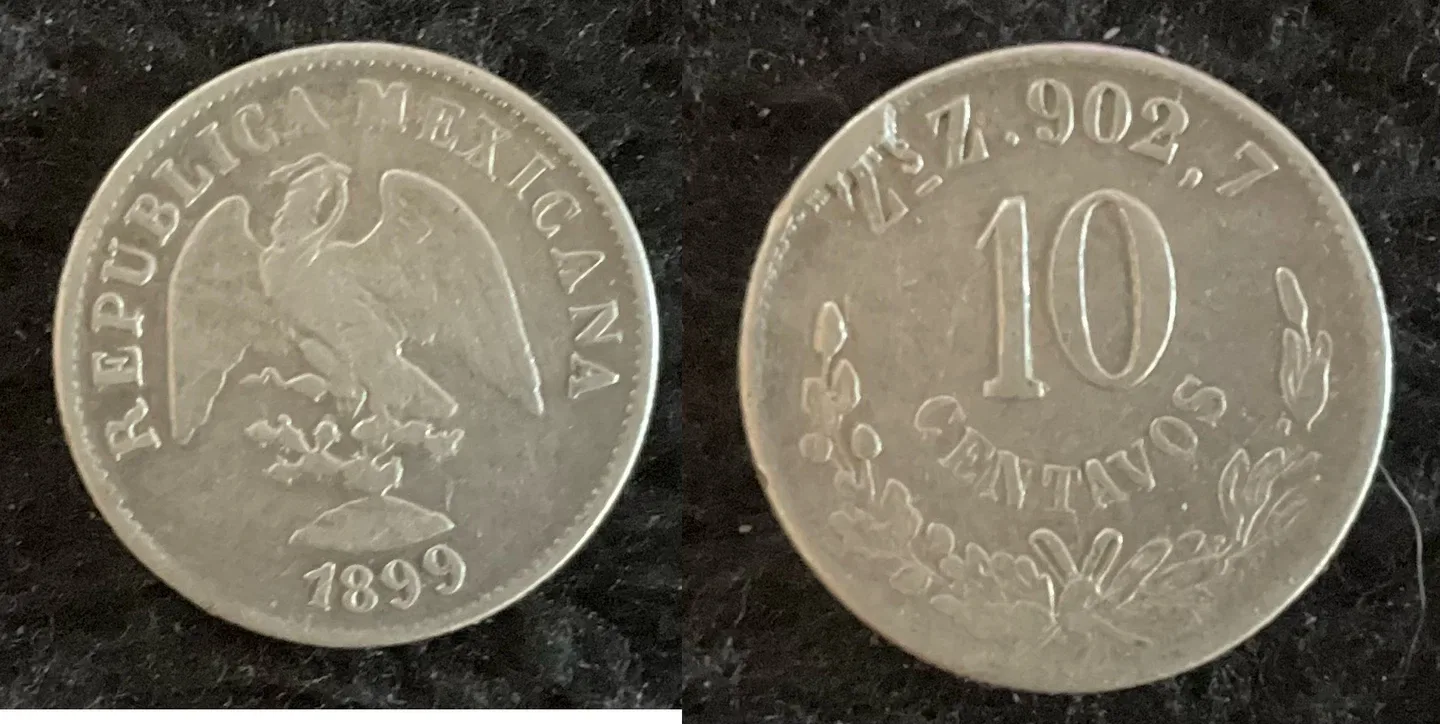 REPUBLICA MEXICANA
1899
Zs Z. 902,7
10
CENTAVOS